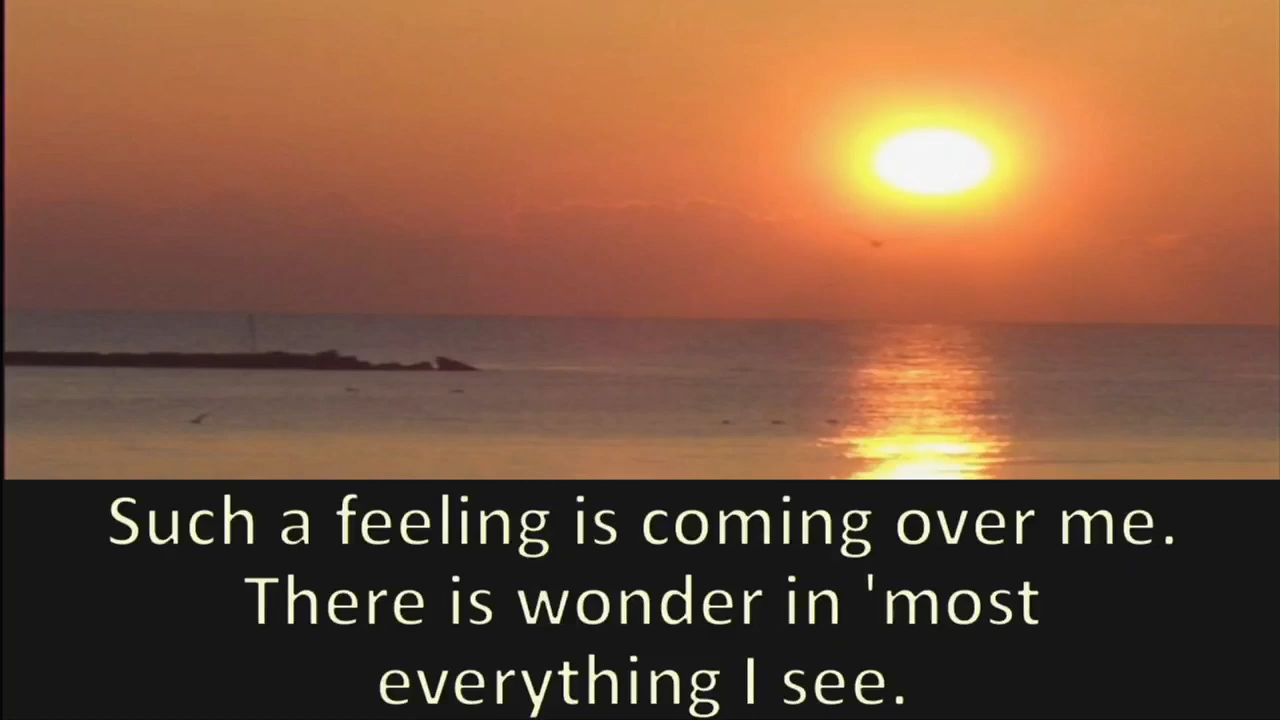 Such a feeling is coming over me.
There is wonder in 'most
everything I see.